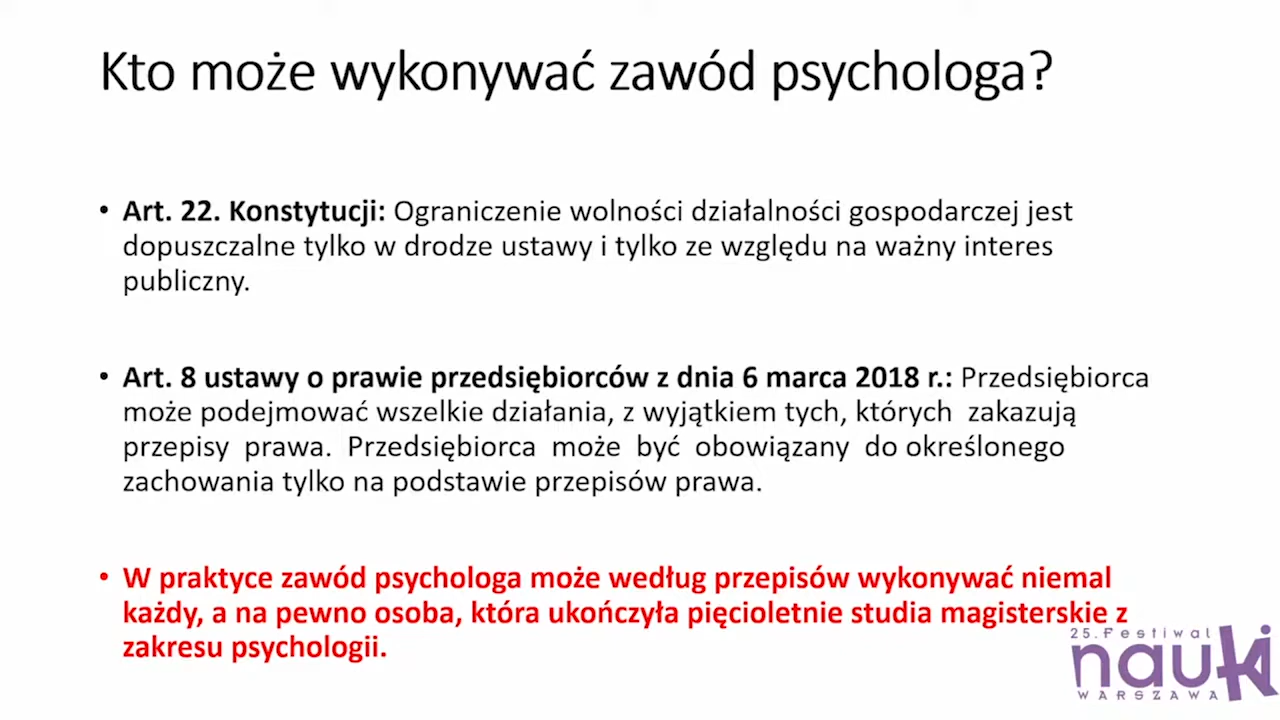 Kto może wykonywać zawód psychologa?
• Art. 22. Konstytucji: Ograniczenie wolności działalności gospodarczej jest
dopuszczalne tylko w drodze ustawy i tylko ze względu na ważny interes
publiczny.
• Art. 8 ustawy o prawie przedsiębiorców z dnia 6 marca 2018 r.: Przedsiębiorca
może podejmować wszelkie działania, z wyjątkiem tych, których zakazują
przepisy prawa. Przedsiębiorca może być obowiązany do określonego
zachowania tylko na podstawie przepisów prawa.
• W praktyce zawód psychologa może według przepisów wykonywać niemal
każdy, a na pewno osoba, która ukończyła pięcioletnie studia magisterskie z
zakresu psychologii.
25. Festiwal
nauki
WARSZAWA